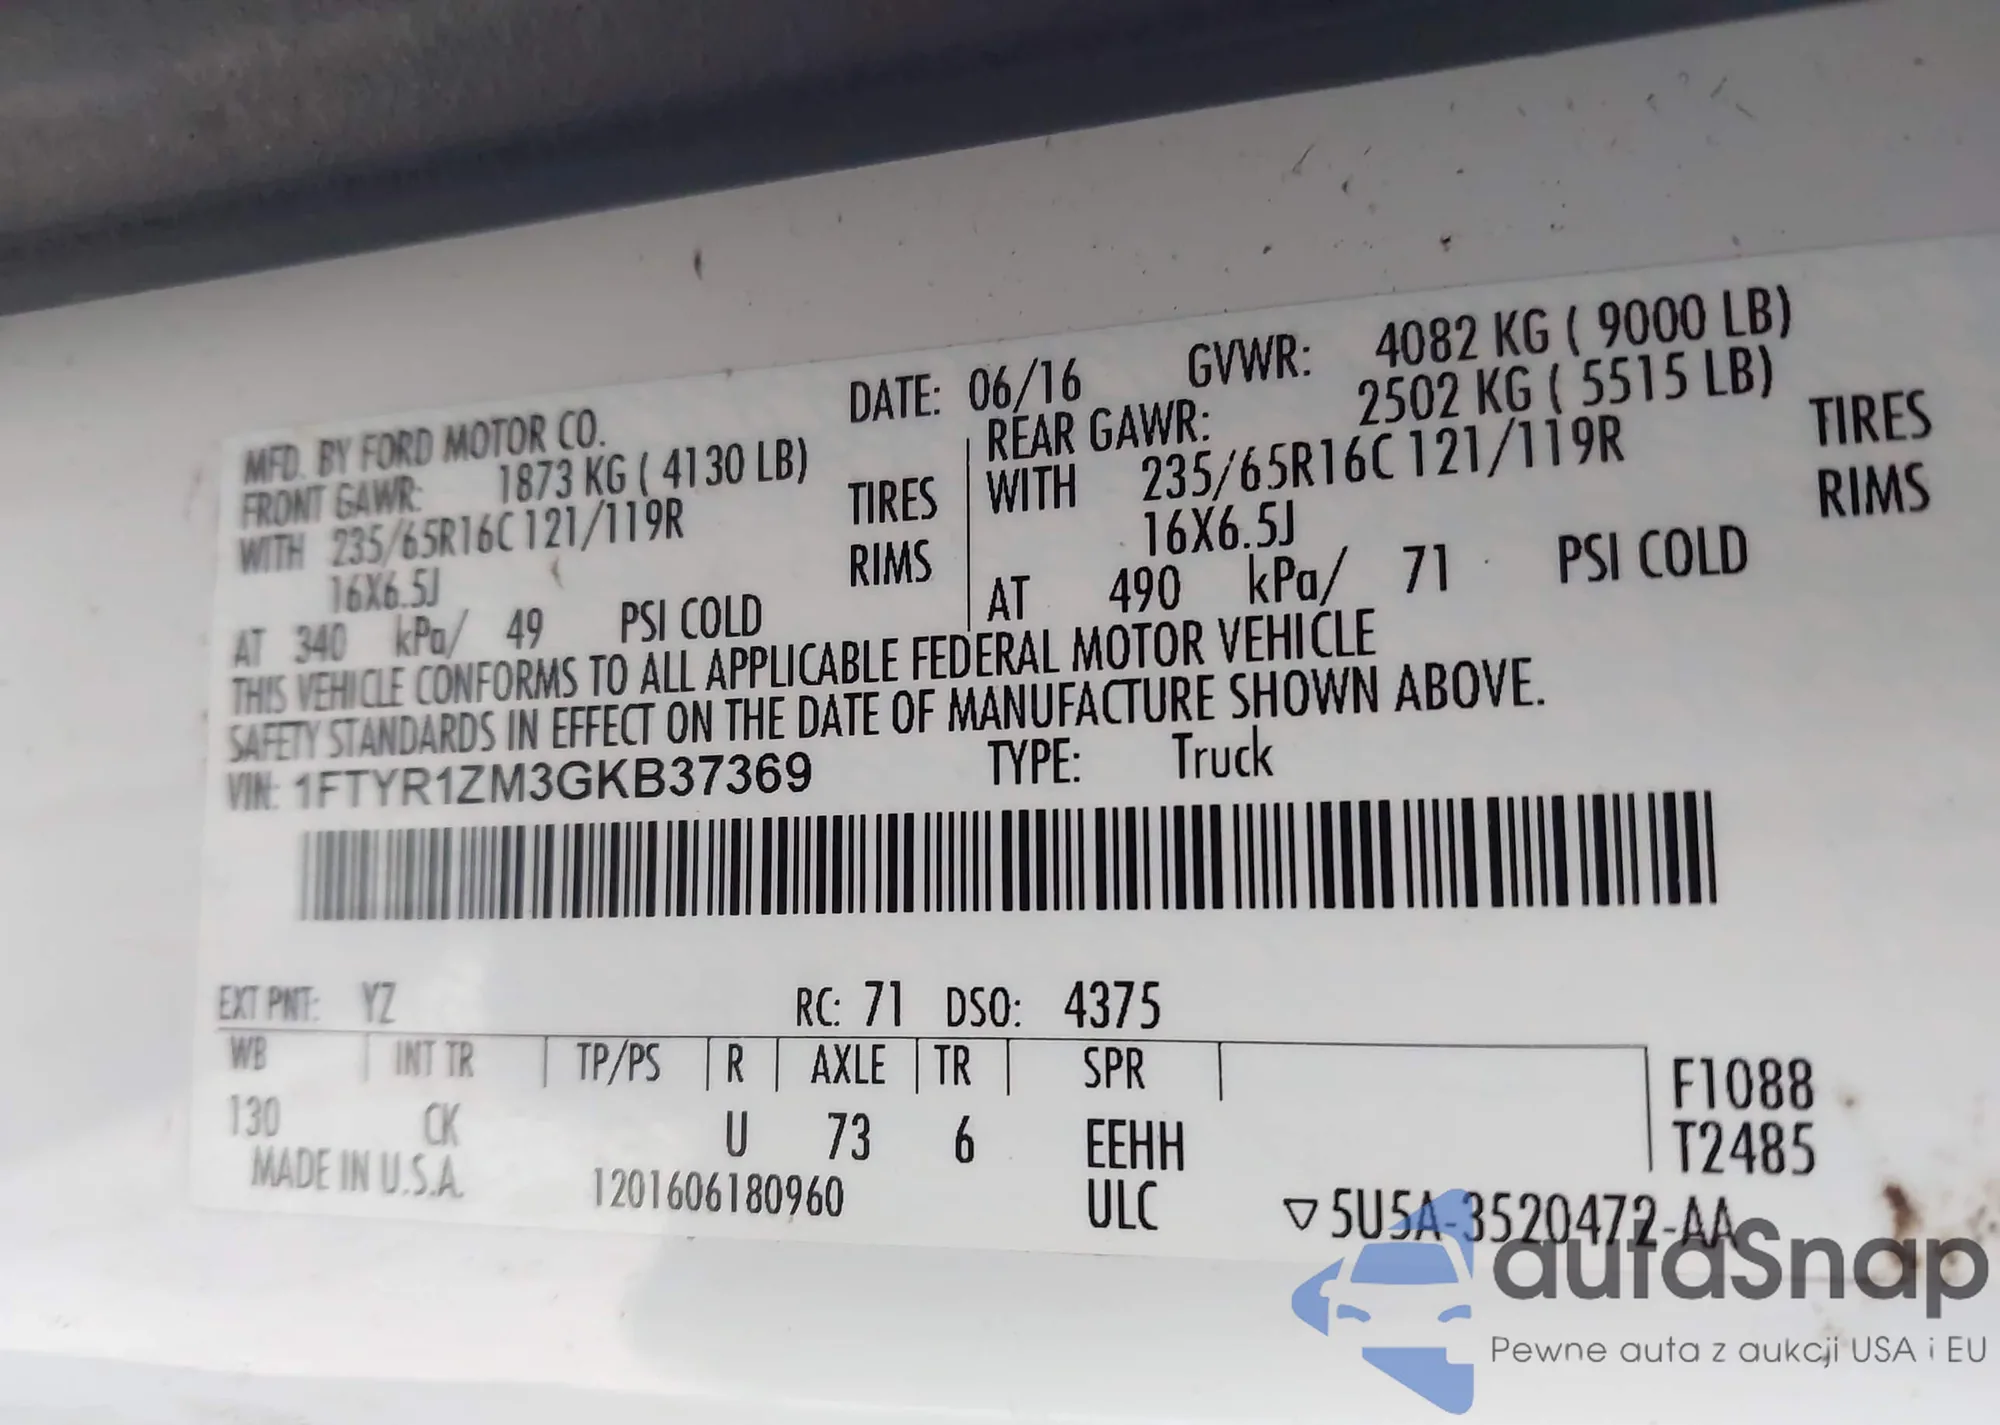 MFD. BY FORD MOTOR CO. DATE: 06/16 GVWR: 4082 KG ( 9000 LB)
FRONT GAWR: 1873 KG ( 4130 LB) REAR GAWR: 2502 KG ( 5515 LB)
WITH 235/65R16C 121/119R TIRES WITH 235/65R16C 121/119R TIRES
16X6.5J RIMS 16X6.5J RIMS
AT 340 kPa/ 49 PSI COLD AT 490 kPa/ 71 PSI COLD
THIS VEHICLE CONFORMS TO ALL APPLICABLE FEDERAL MOTOR VEHICLE
SAFETY STANDARDS IN EFFECT ON THE DATE OF MANUFACTURE SHOWN ABOVE.
VIN: 1FTYR1ZM3GKB37369 TYPE: Truck
EXT PNT: YZ RC: 71 DSO: 4375
WB INT TR TP/PS R AXLE TR SPR F1088
130 CK U 73 6 EEHH T2485
MADE IN U.S.A. 1201606180960 ULC ▽5U5A-3520472-AA
autaSnap
Pewne auta z aukcji USA i EU